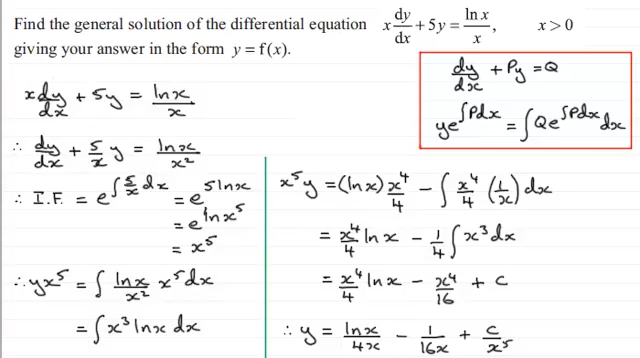 Find the general solution of the differential equation x dy/dx + 5y = ln x / x, x > 0
giving your answer in the form y = f(x).
dy/dx + Py = Q
ye^(∫Pdx) = ∫Qe^(∫Pdx) dx
x dy/dx + 5y = ln x / x
∴ dy/dx + 5/x y = ln x / x²
∴ I.F = e^(∫5/x dx) = e^(5 ln x)
= e^(ln x⁵)
= x⁵
∴ yx⁵ = ∫ ln x / x² x⁵ dx
= ∫ x³ ln x dx
x⁵y = (ln x) x⁴/4 - ∫ x⁴/4 (1/x) dx
= x⁴/4 ln x - 1/4 ∫ x³ dx
= x⁴/4 ln x - x⁴/16 + c
∴ y = ln x / 4x - 1/16x + c/x⁵